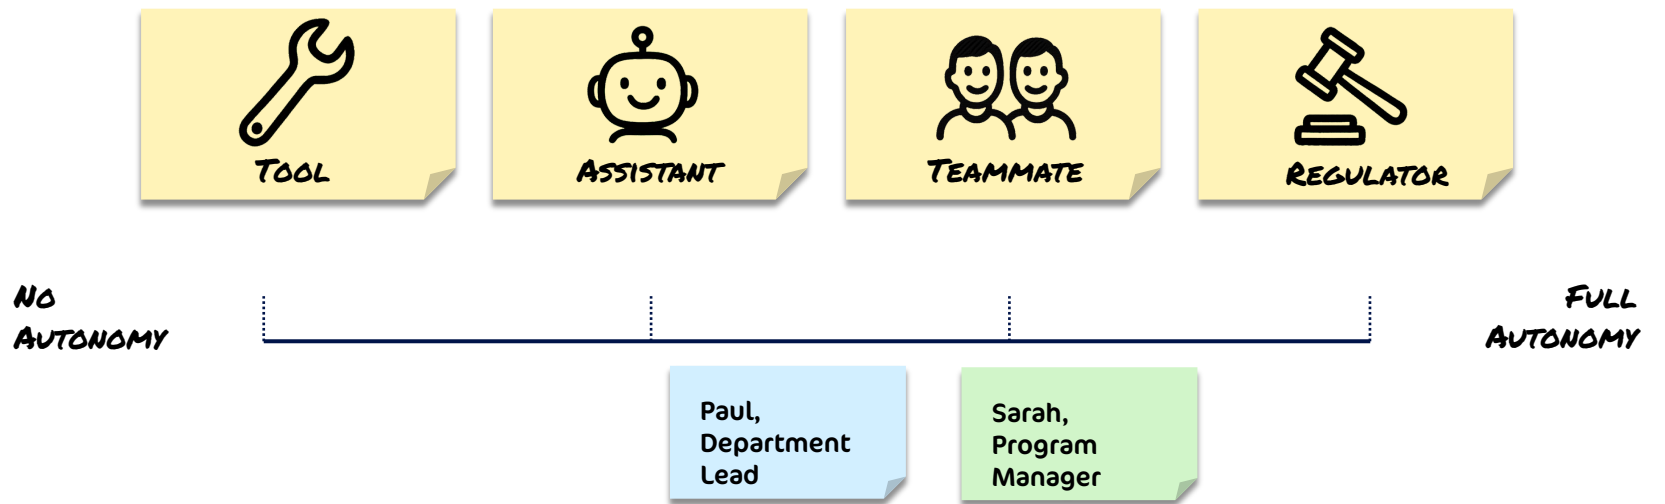 Tool
Assistant
Teammate
Regulator
No
Autonomy
Full
Autonomy
Paul,
Department
Lead
Sarah,
Program
Manager